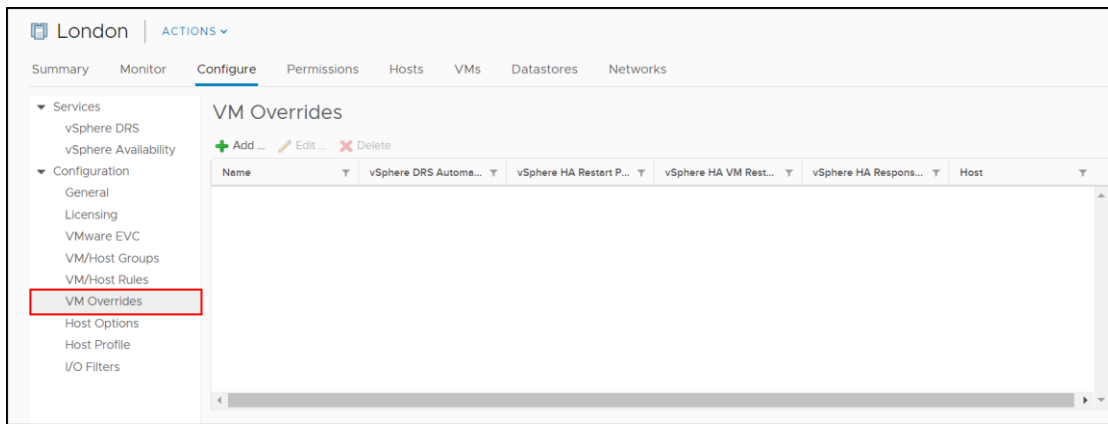 London ACTIONS
Summary Monitor Configure Permissions Hosts VMs Datastores Networks
Services
vSphere DRS
vSphere Availability
Configuration
General
Licensing
VMware EVC
VM/Host Groups
VM/Host Rules
VM Overrides
Host Options
Host Profile
I/O Filters
VM Overrides
Add ... Edit ... Delete
Name vSphere DRS Automa... vSphere HA Restart P... vSphere HA VM Rest... vSphere HA Respons... Host